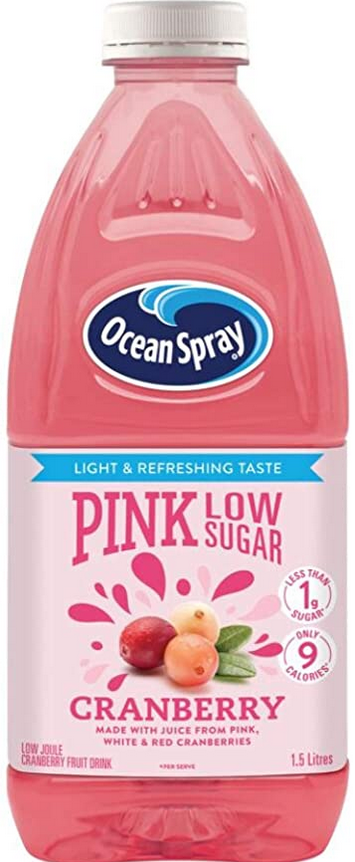 Ocean Spray®
LIGHT & REFRESHING TASTE
PINK LOW SUGAR
LESS THAN
1g
SUGAR*
ONLY
9
CALORIES*
CRANBERRY
MADE WITH JUICE FROM PINK,
WHITE & RED CRANBERRIES
LOW JOULE
CRANBERRY FRUIT DRINK
*PER SERVE
1.5 Litres